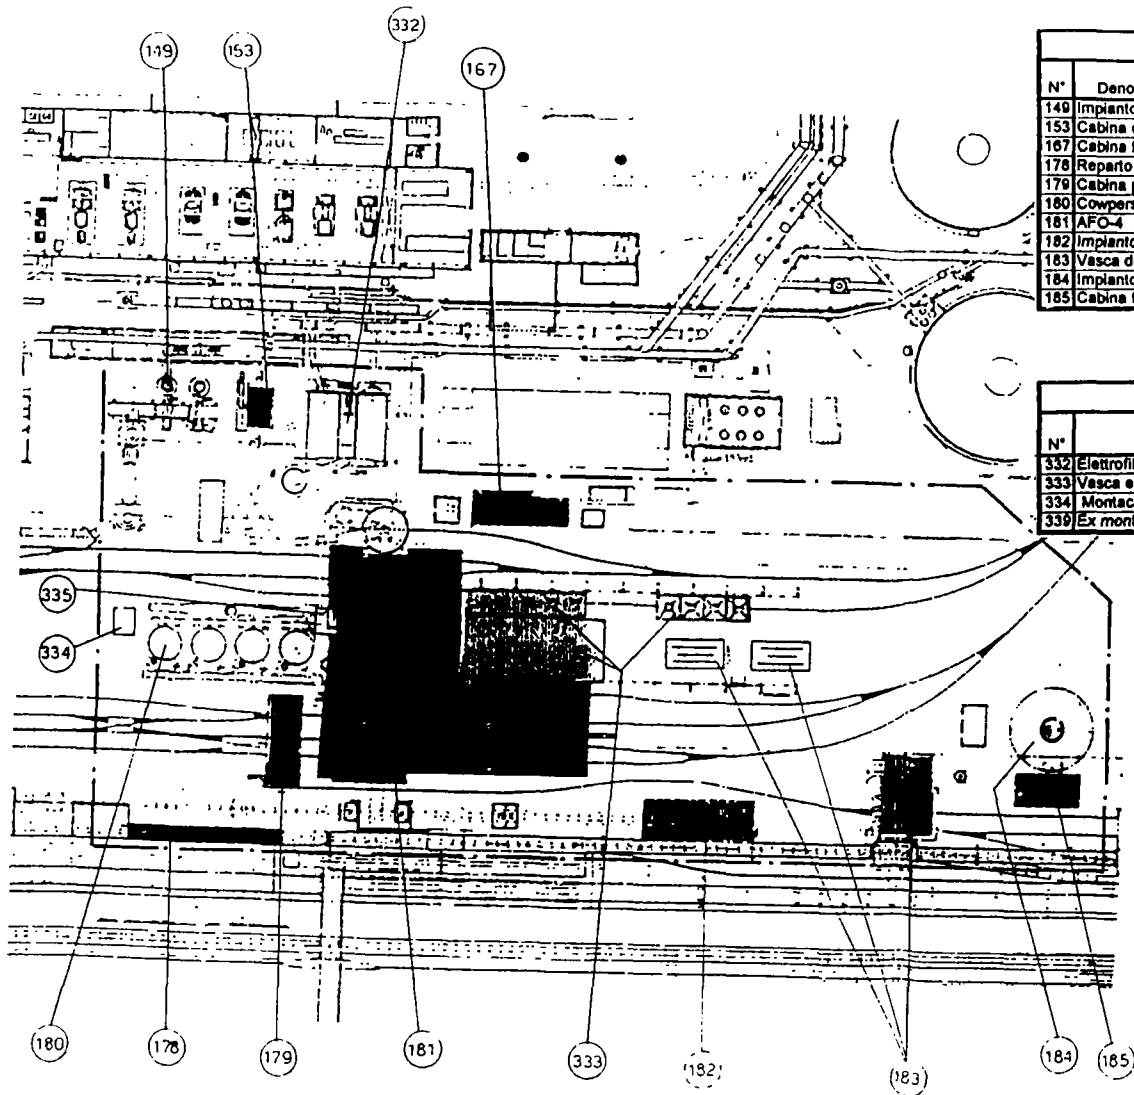 332
149
153
167
N° Deno
149 Impianto
153 Cabina
167 Cabina
178 Reparto
179 Cabina
180 Cowpers
181 AFO-4
182 Impianto
183 Vasca d
184 Impianto
185 Cabina
N°
332 Elettrofil
333 Vasca e
334 Montac
339 Ex mont
335
334
180
178
179
181
333
182
183
184
185